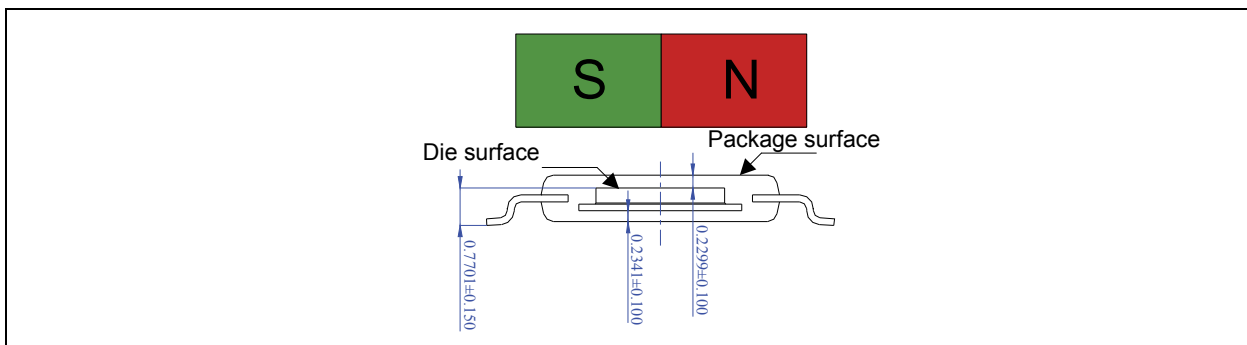 S N
Package surface
Die surface
0.2299±0.100
0.2341±0.100
0.7701±0.150